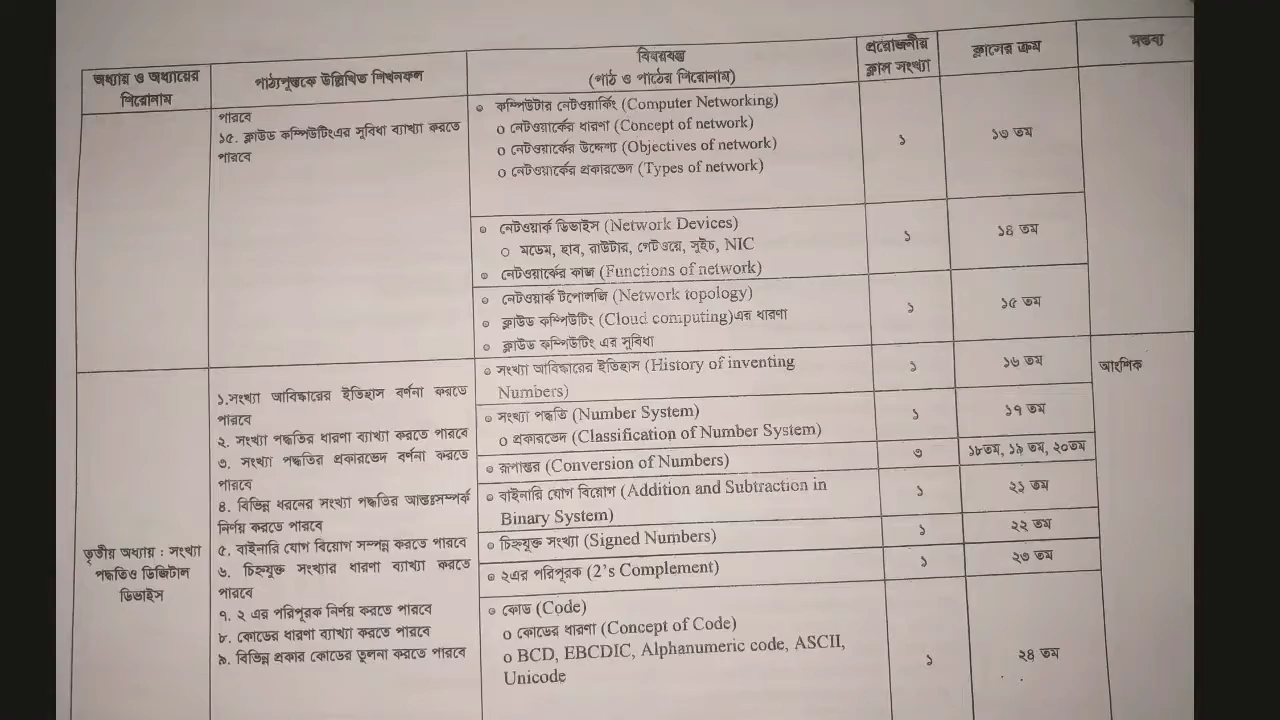 অধ্যায় ও অধ্যায়ের শিরোনাম
পাঠ্যপুস্তকে উল্লিখিত শিখনফল
বিষয়বস্তু
(পাঠ ও পাঠের শিরোনাম)
প্রয়োজনীয় ক্লাস সংখ্যা
ক্লাসের ক্রম
মন্তব্য
পারবে
১৫. ক্লাউড কম্পিউটিংএর সুবিধা ব্যাখ্যা করতে
পারবে
• কম্পিউটার নেটওয়ার্কিং (Computer Networking)
o নেটওয়ার্কের ধারণা (Concept of network)
o নেটওয়ার্কের উদ্দেশ্য (Objectives of network)
o নেটওয়ার্কের প্রকারভেদ (Types of network)
১
১৩ তম
• নেটওয়ার্ক ডিভাইস (Network Devices)
o মডেম, হাব, রাউটার, গেটওয়ে, সুইচ, NIC
• নেটওয়ার্কের কাজ (Functions of network)
১
১৪ তম
• নেটওয়ার্ক টপোলজি (Network topology)
• ক্লাউড কম্পিউটিং (Cloud computing)এর ধারণা
• ক্লাউড কম্পিউটিং এর সুবিধা
১
১৫ তম
তৃতীয় অধ্যায় : সংখ্যা
পদ্ধতিও ডিজিটাল
ডিভাইস
১.সংখ্যা আবিষ্কারের ইতিহাস বর্ণনা করতে
পারবে
২. সংখ্যা পদ্ধতির ধারণা ব্যাখ্যা করতে পারবে
৩. সংখ্যা পদ্ধতির প্রকারভেদ বর্ণনা করতে
পারবে
৪. বিভিন্ন ধরনের সংখ্যা পদ্ধতির আন্তঃসম্পর্ক
নির্ণয় করতে পারবে
৫. বাইনারি যোগ বিয়োগ সম্পন্ন করতে পারবে
৬. চিহ্নযুক্ত সংখ্যার ধারণা ব্যাখ্যা করতে
পারবে
৭. ২ এর পরিপূরক নির্ণয় করতে পারবে
৮. কোডের ধারণা ব্যাখ্যা করতে পারবে
৯. বিভিন্ন প্রকার কোডের তুলনা করতে পারবে
• সংখ্যা আবিষ্কারের ইতিহাস (History of inventing
Numbers)
১
১৬ তম
আংশিক
• সংখ্যা পদ্ধতি (Number System)
o প্রকারভেদ (Classification of Number System)
১
১৭ তম
• রূপান্তর (Conversion of Numbers)
৩
১৮তম, ১৯ তম, ২০তম
• বাইনারি যোগ বিয়োগ (Addition and Subtraction in
Binary System)
১
২১ তম
• চিহ্নযুক্ত সংখ্যা (Signed Numbers)
১
২২ তম
• ২এর পরিপূরক (2’s Complement)
১
২৩ তম
• কোড (Code)
o কোডের ধারণা (Concept of Code)
o BCD, EBCDIC, Alphanumeric code, ASCII,
Unicode
১
২৪ তম